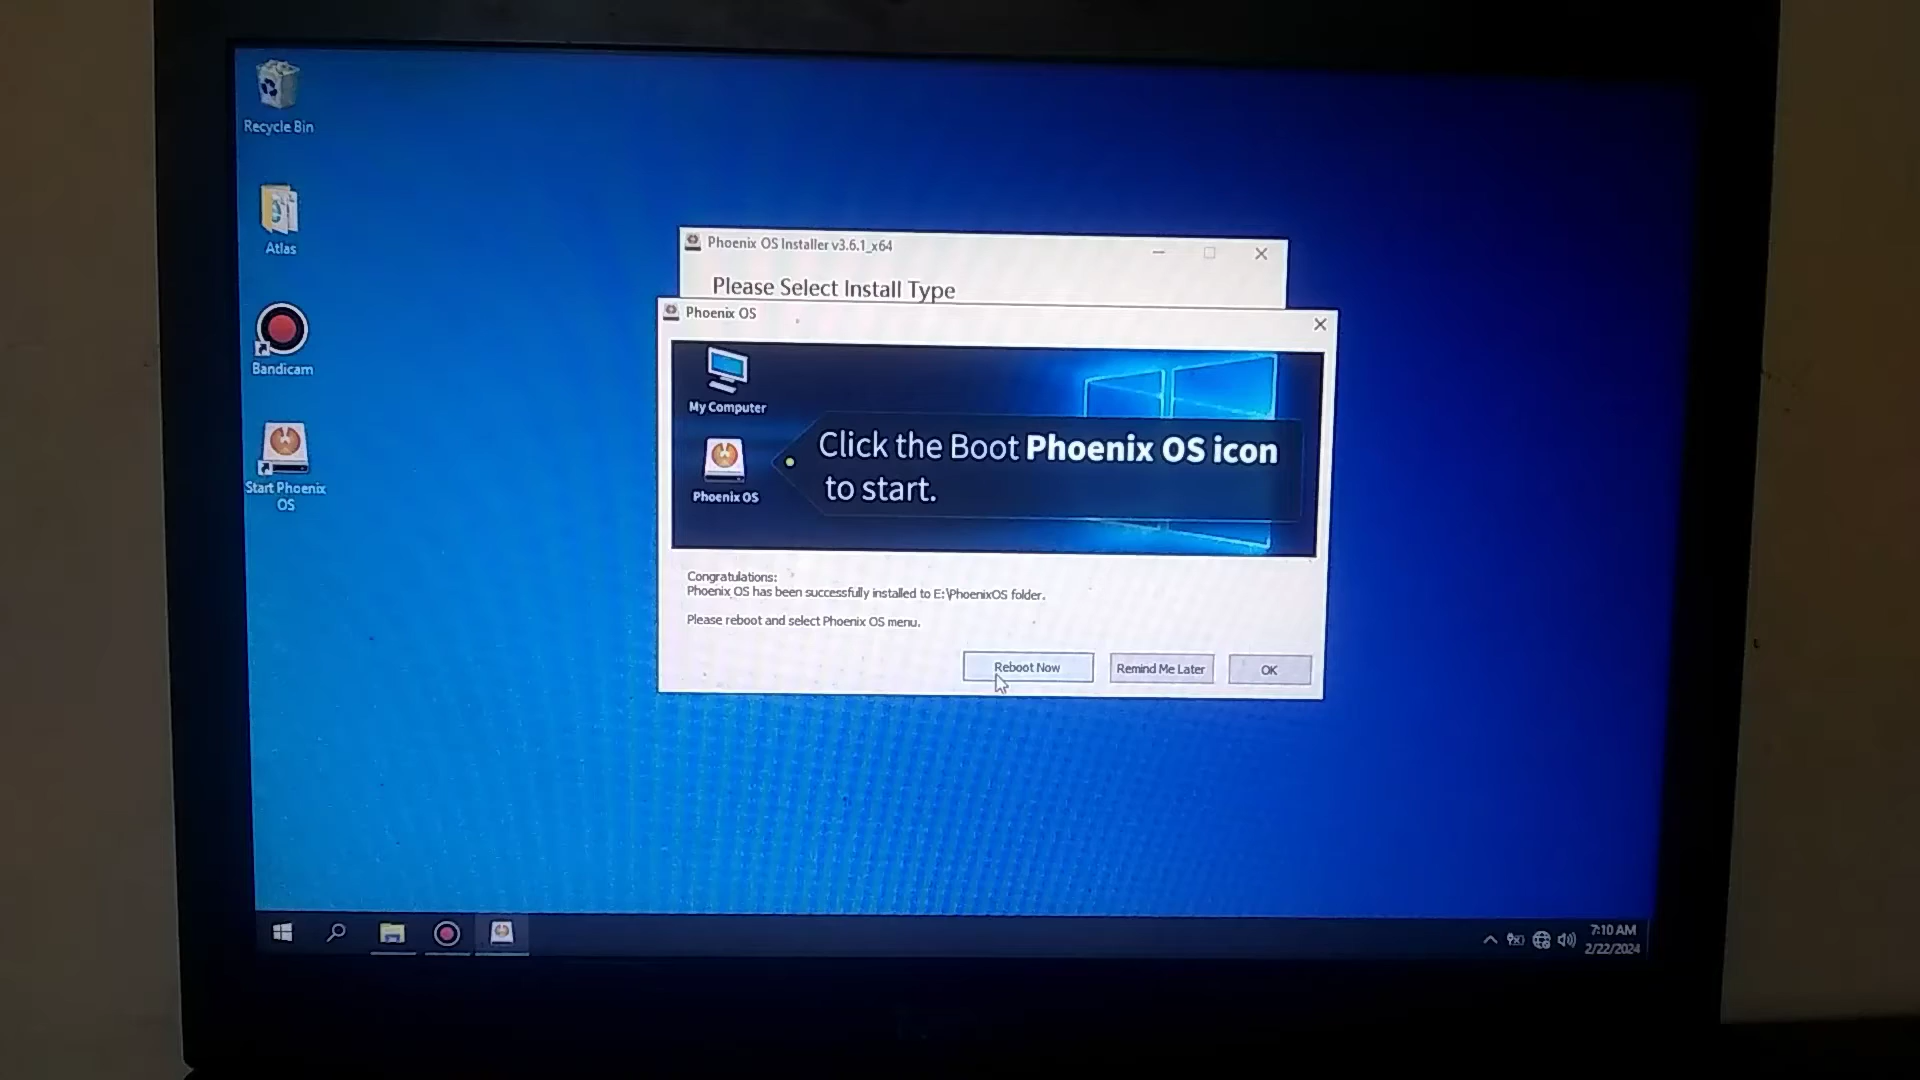 Recycle Bin
Atlas
Bandicam
Start Phoenix
OS
Phoenix OS Installer v3.6.1_x64
Please Select Install Type
Phoenix OS
My Computer
Phoenix OS
Click the Boot Phoenix OS icon
to start.
Congratulations:
Phoenix OS has been successfully installed to E:\PhoenixOS folder.
Please reboot and select Phoenix OS menu.
Reboot Now
Remind Me Later
OK
7:10 AM
2/22/2024